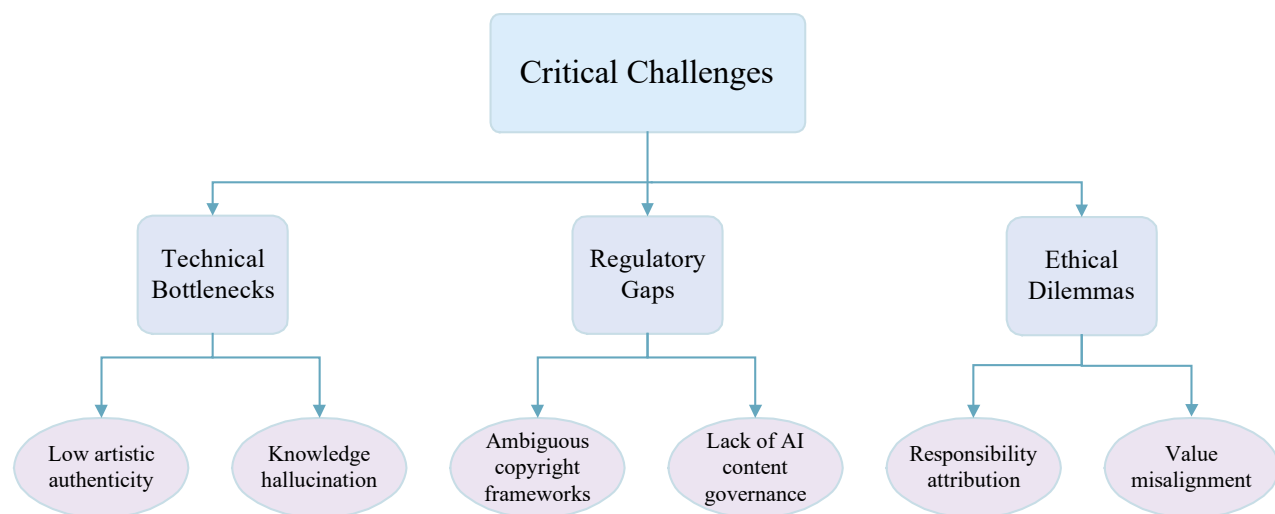 Critical Challenges
Technical
Bottlenecks
Regulatory
Gaps
Ethical
Dilemmas
Low artistic
authenticity
Knowledge
hallucination
Ambiguous
copyright
frameworks
Lack of AI
content
governance
Responsibility
attribution
Value
misalignment